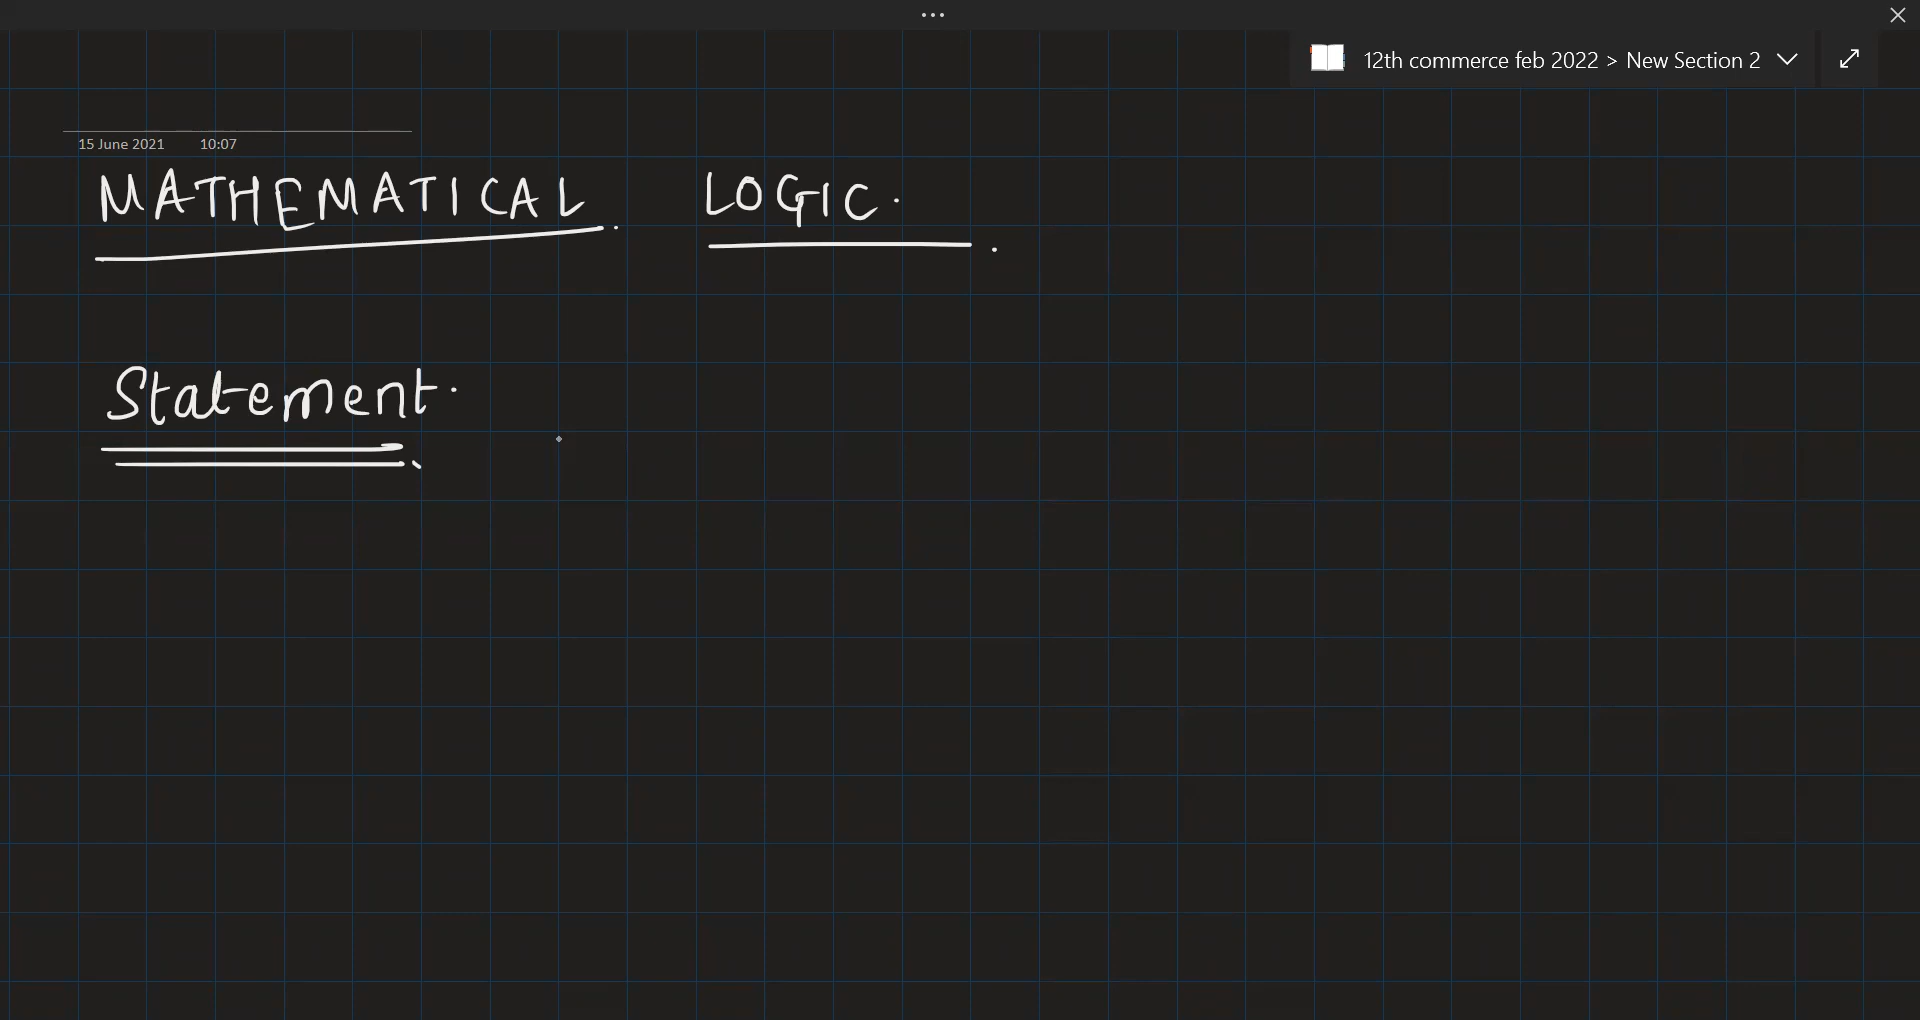 12th commerce feb 2022 > New Section 2
15 June 2021 10:07
MATHEMATICAL LOGIC.
Statement.